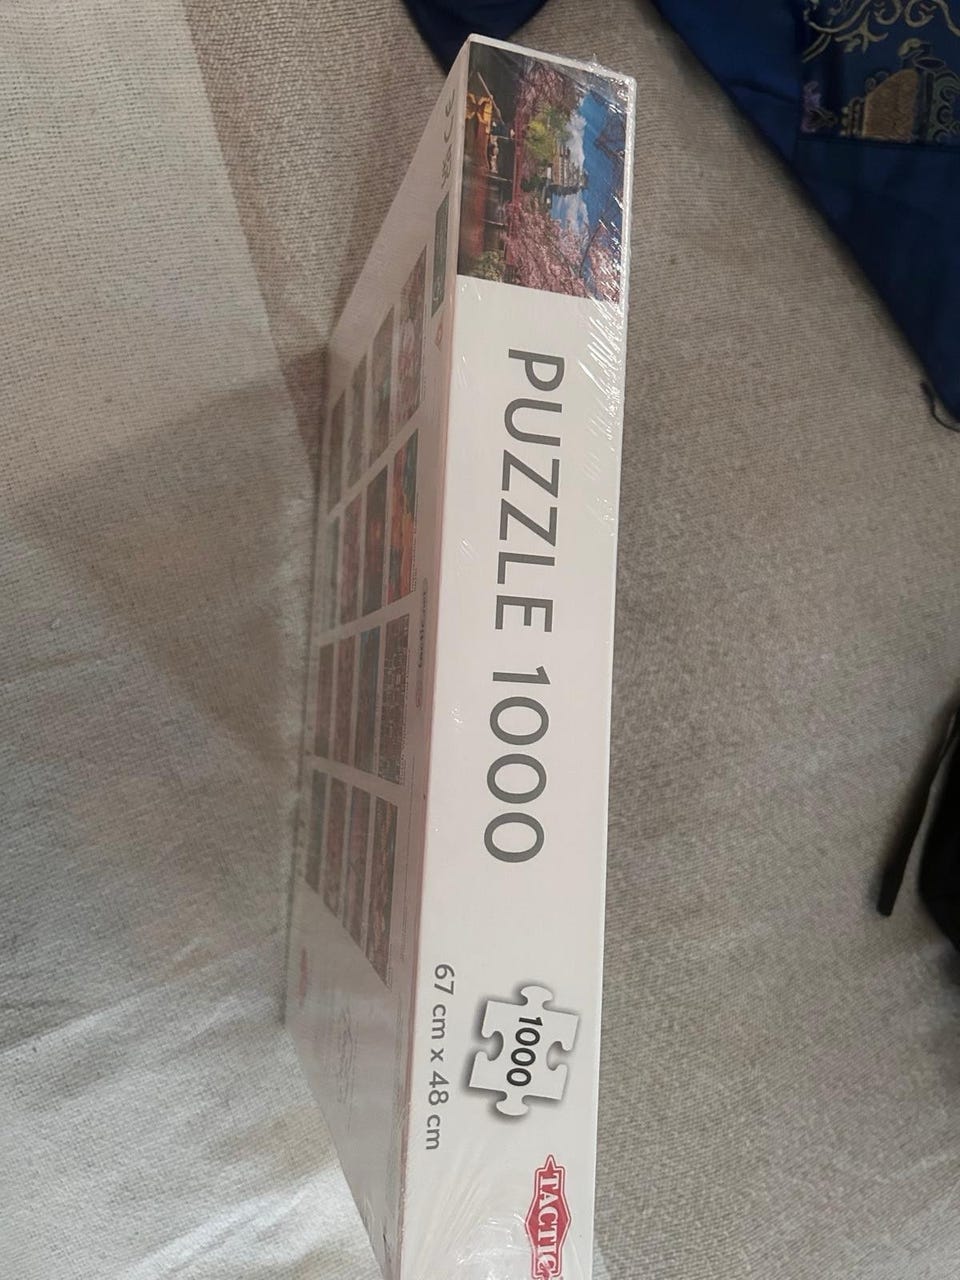 PUZZLE 1000
1000
67 cm x 48 cm
TACTIC